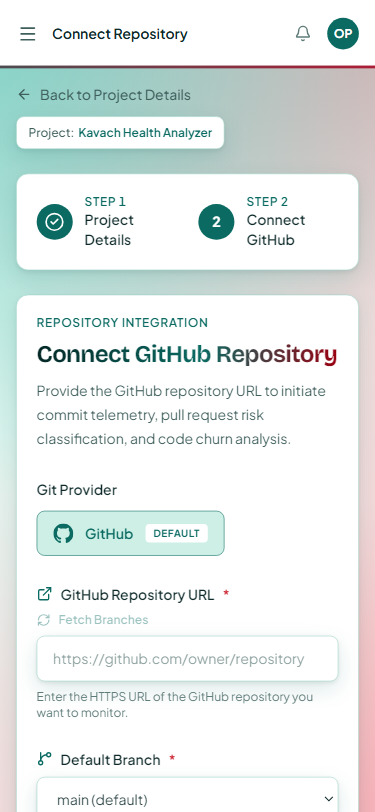 Connect Repository
OP
Back to Project Details
Project: Kavach Health Analyzer
STEP 1
Project
Details
2
STEP 2
Connect
GitHub
REPOSITORY INTEGRATION
Connect GitHub Repository
Provide the GitHub repository URL to initiate
commit telemetry, pull request risk
classification, and code churn analysis.
Git Provider
GitHub DEFAULT
GitHub Repository URL *
Fetch Branches
https://github.com/owner/repository
Enter the HTTPS URL of the GitHub repository you
want to monitor.
Default Branch *
main (default)